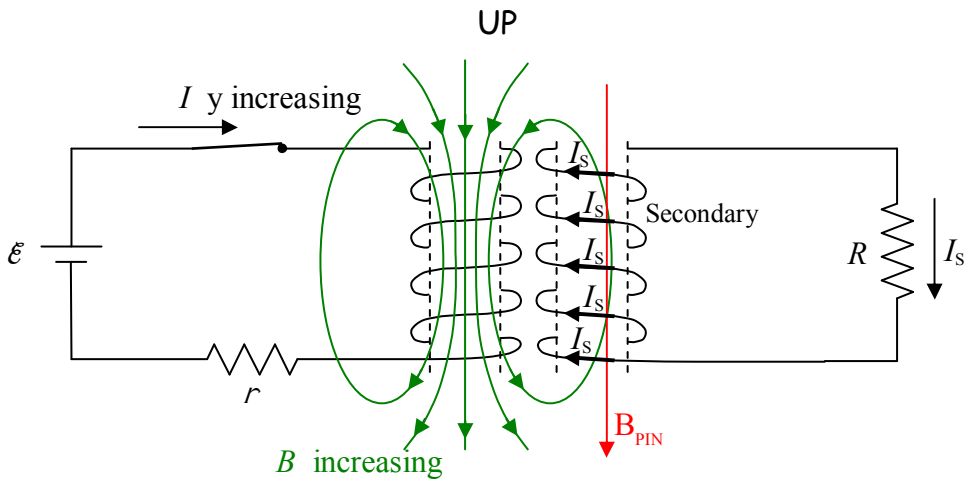 UP
I y increasing
I_S
I_S
Secondary
I_S
I_S
I_S
ℰ
R
I_S
r
B_PIN
B increasing